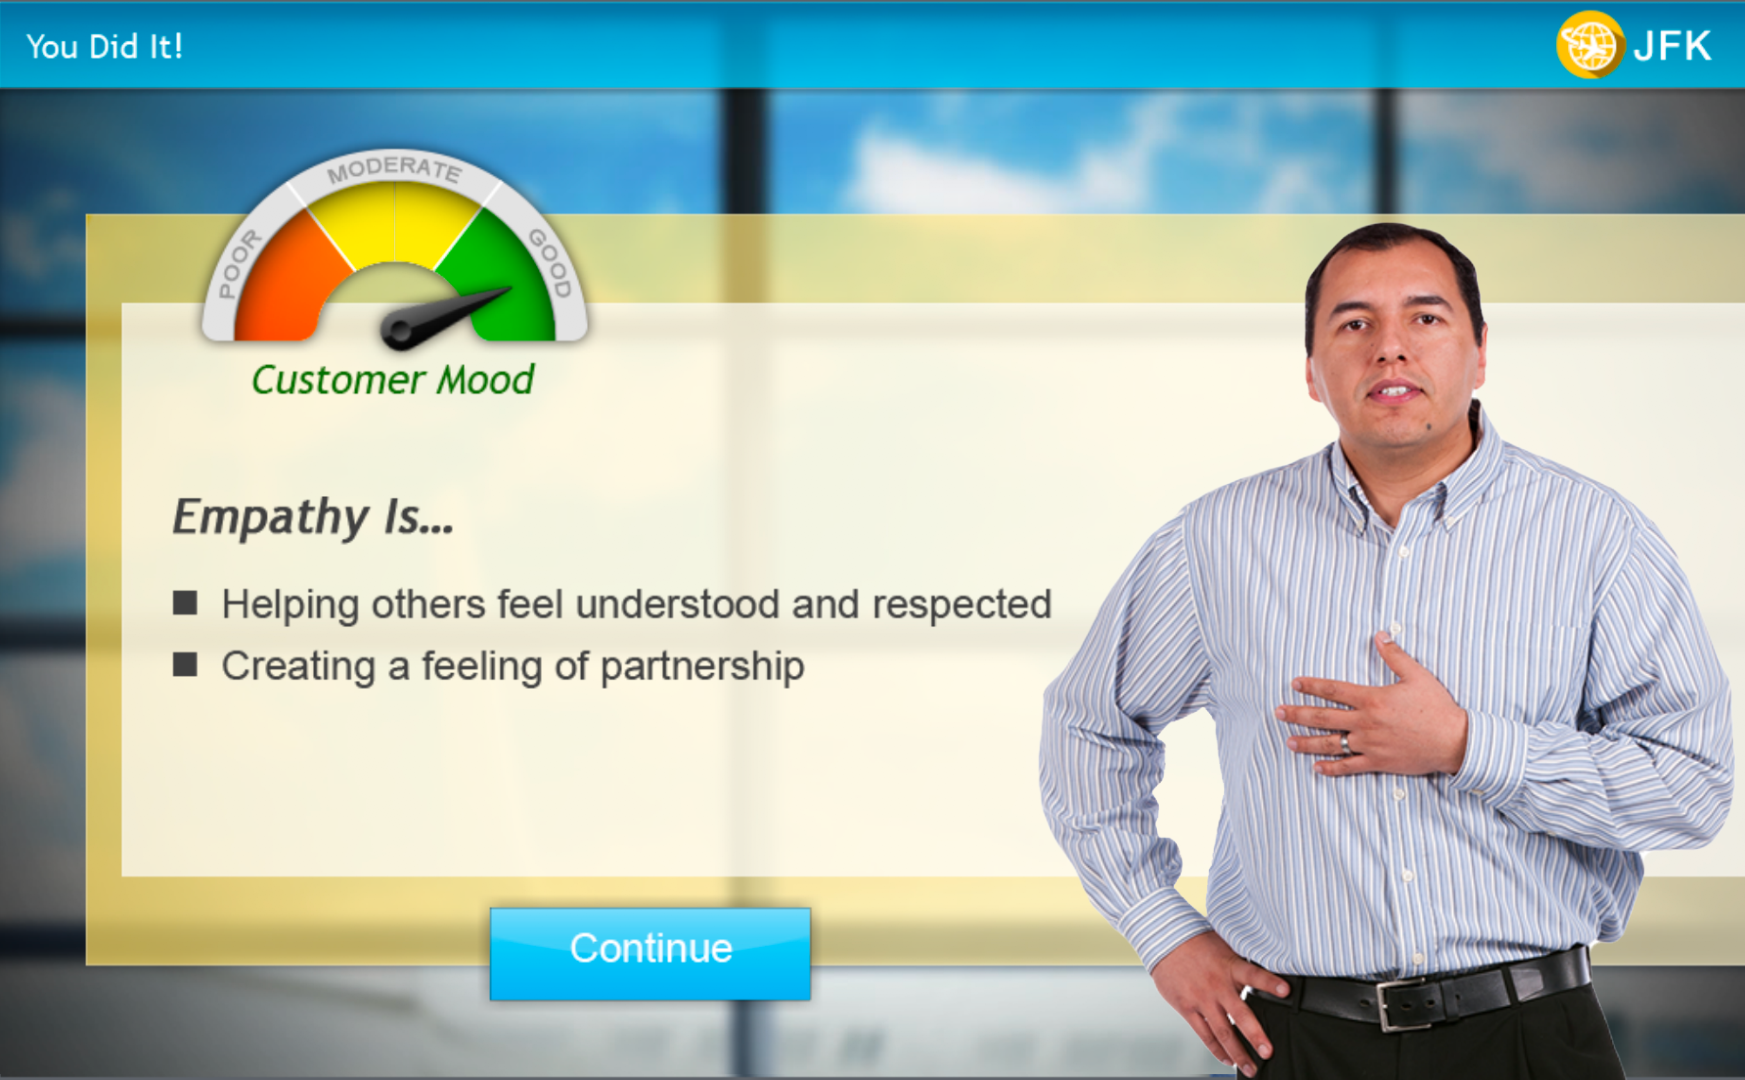 You Did It!
JFK
MODERATE
POOR
GOOD
Customer Mood
Empathy Is...
Helping others feel understood and respected
Creating a feeling of partnership
Continue